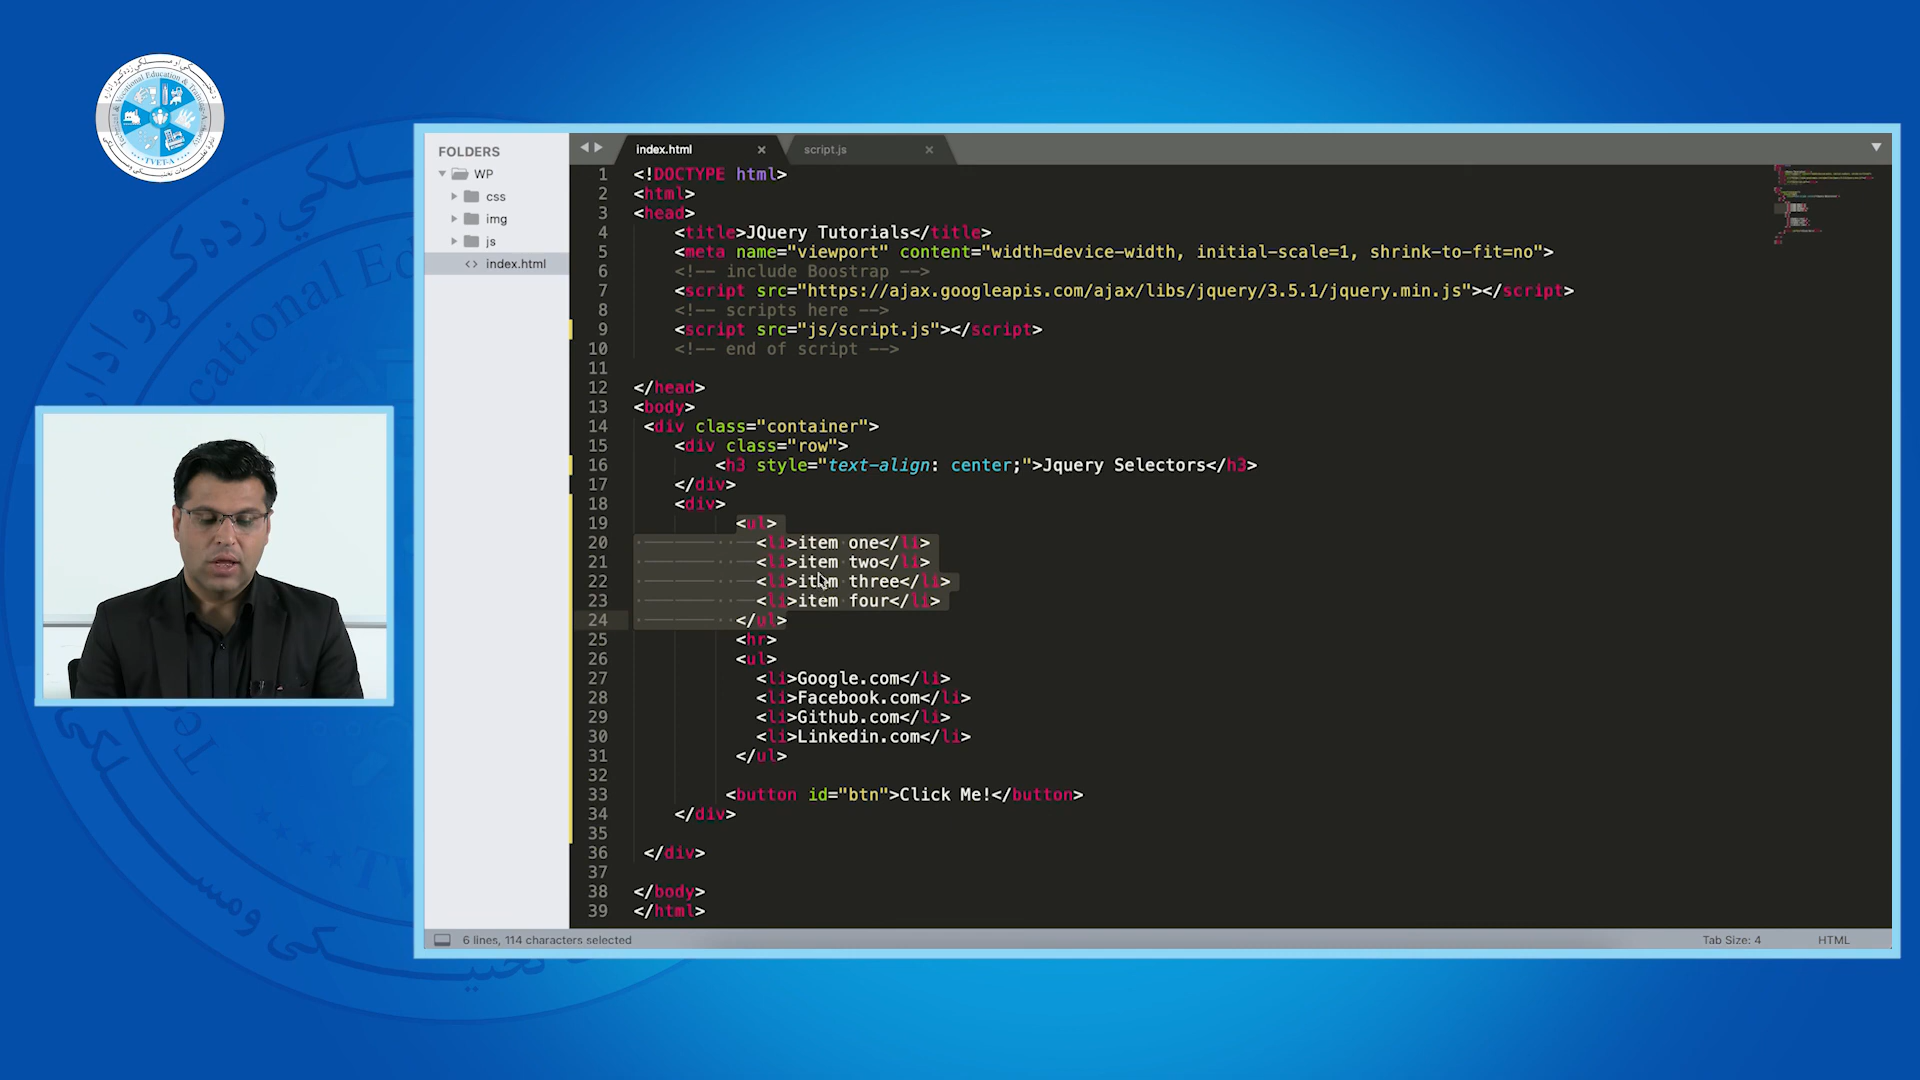 Technical & Vocational Education & Training Authority
TVET-A
FOLDERS
WP
css
img
js
index.html
index.html
script.js
1 <!DOCTYPE html>
2 <html>
3 <head>
4 <title>JQuery Tutorials</title>
5 <meta name="viewport" content="width=device-width, initial-scale=1, shrink-to-fit=no">
6 <!-- include Boostrap -->
7 <script src="https://ajax.googleapis.com/ajax/libs/jquery/3.5.1/jquery.min.js"></script>
8 <!-- scripts here -->
9 <script src="js/script.js"></script>
10 <!-- end of script -->
11
12 </head>
13 <body>
14 <div class="container">
15 <div class="row">
16 <h3 style="text-align: center;">Jquery Selectors</h3>
17 </div>
18 <div>
19 <ul>
20 <li>item one</li>
21 <li>item two</li>
22 <li>item three</li>
23 <li>item four</li>
24 </ul>
25 <hr>
26 <ul>
27 <li>Google.com</li>
28 <li>Facebook.com</li>
29 <li>Github.com</li>
30 <li>Linkedin.com</li>
31 </ul>
32
33 <button id="btn">Click Me!</button>
34 </div>
35
36 </div>
37
38 </body>
39 </html>
6 lines, 114 characters selected
Tab Size: 4
HTML